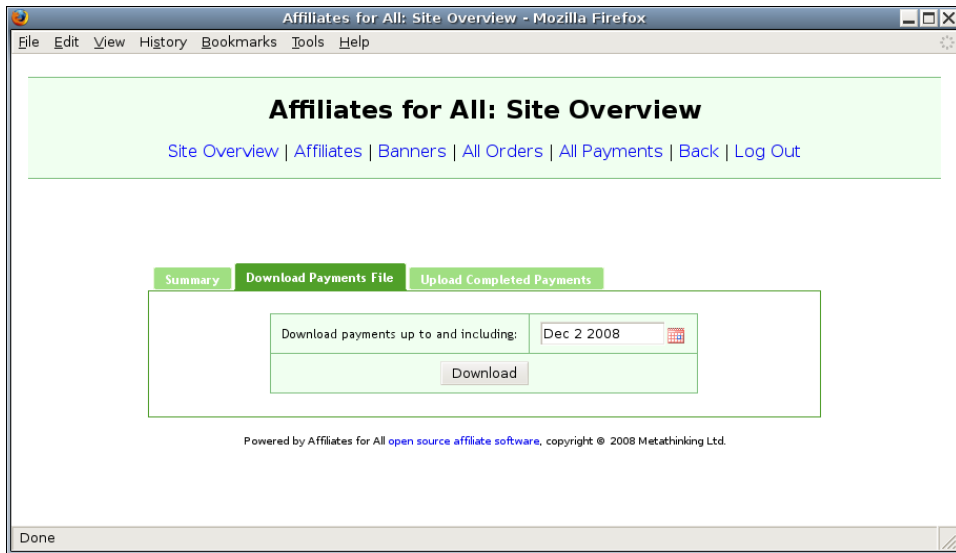 Affiliates for All: Site Overview - Mozilla Firefox
File Edit View History Bookmarks Tools Help
Affiliates for All: Site Overview
Site Overview | Affiliates | Banners | All Orders | All Payments | Back | Log Out
Summary Download Payments File Upload Completed Payments
Download payments up to and including: Dec 2 2008
Download
Powered by Affiliates for All open source affiliate software, copyright © 2008 Metathinking Ltd.
Done